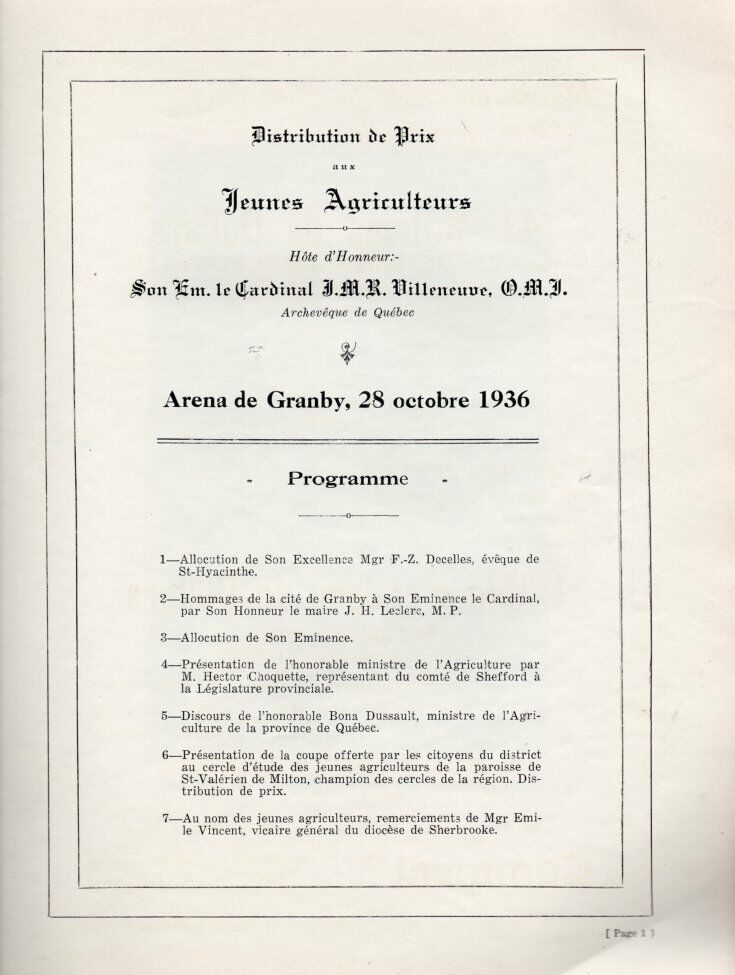 Distribution de Prix
aux
Jeunes Agriculteurs
Hôte d'Honneur:-
Son Em. le Cardinal J.M.R. Villeneuve, O.M.I.
Archevêque de Québec
Arena de Granby, 28 octobre 1936
- Programme -
1—Allocution de Son Excellence Mgr F.-Z. Decelles, évêque de
St-Hyacinthe.
2—Hommages de la cité de Granby à Son Eminence le Cardinal,
par Son Honneur le maire J. H. Leclerc, M. P.
3—Allocution de Son Eminence.
4—Présentation de l'honorable ministre de l'Agriculture par
M. Hector Choquette, représentant du comté de Shefford à
la Législature provinciale.
5—Discours de l'honorable Bona Dussault, ministre de l'Agri-
culture de la province de Québec.
6—Présentation de la coupe offerte par les citoyens du district
au cercle d'étude des jeunes agriculteurs de la paroisse de
St-Valérien de Milton, champion des cercles de la région. Dis-
tribution de prix.
7—Au nom des jeunes agriculteurs, remerciements de Mgr Emi-
le Vincent, vicaire général du diocèse de Sherbrooke.
[ Page 1 ]